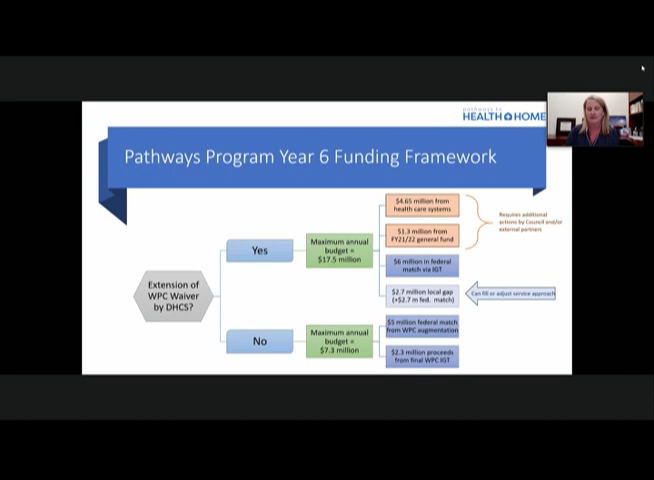 pathways to
HEALTH HOME
Pathways Program Year 6 Funding Framework
Extension of
WPC Waiver
by DHCS?
Yes
Maximum annual
budget =
$17.5 million
$4.65 million from
health care systems
$1.3 million from
FY21/22 general fund
$6 million in federal
match via IGT
$2.7 million local gap
(+$2.7 m fed. match)
Requires additional
actions by Council and/or
external partners
Can fill or adjust service approach
No
Maximum annual
budget =
$7.3 million
$5 million federal match
from WPC augmentation
$2.3 million proceeds
from final WPC IGT